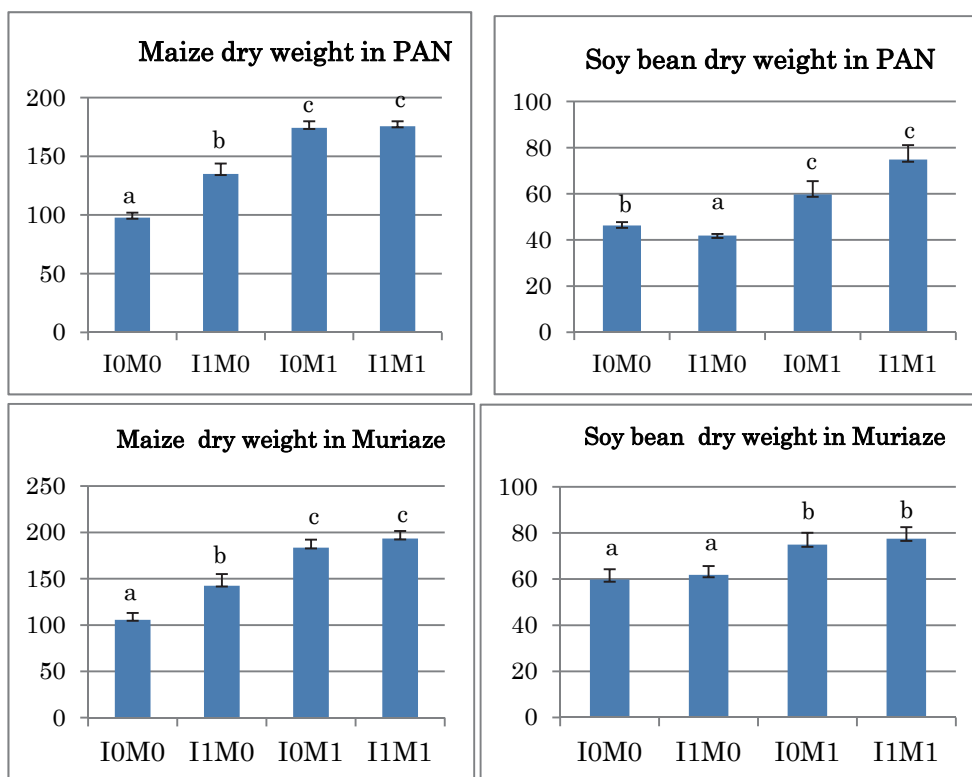 Maize dry weight in PAN
200
150
100
50
0
a
b
c
c
I0M0 I1M0 I0M1 I1M1
Soy bean dry weight in PAN
100
80
60
40
20
0
b
a
c
c
I0M0 I1M0 I0M1 I1M1
Maize dry weight in Muriaze
250
200
150
100
50
0
a
b
c
c
I0M0 I1M0 I0M1 I1M1
Soy bean dry weight in Muriaze
100
80
60
40
20
0
a
a
b
b
I0M0 I1M0 I0M1 I1M1